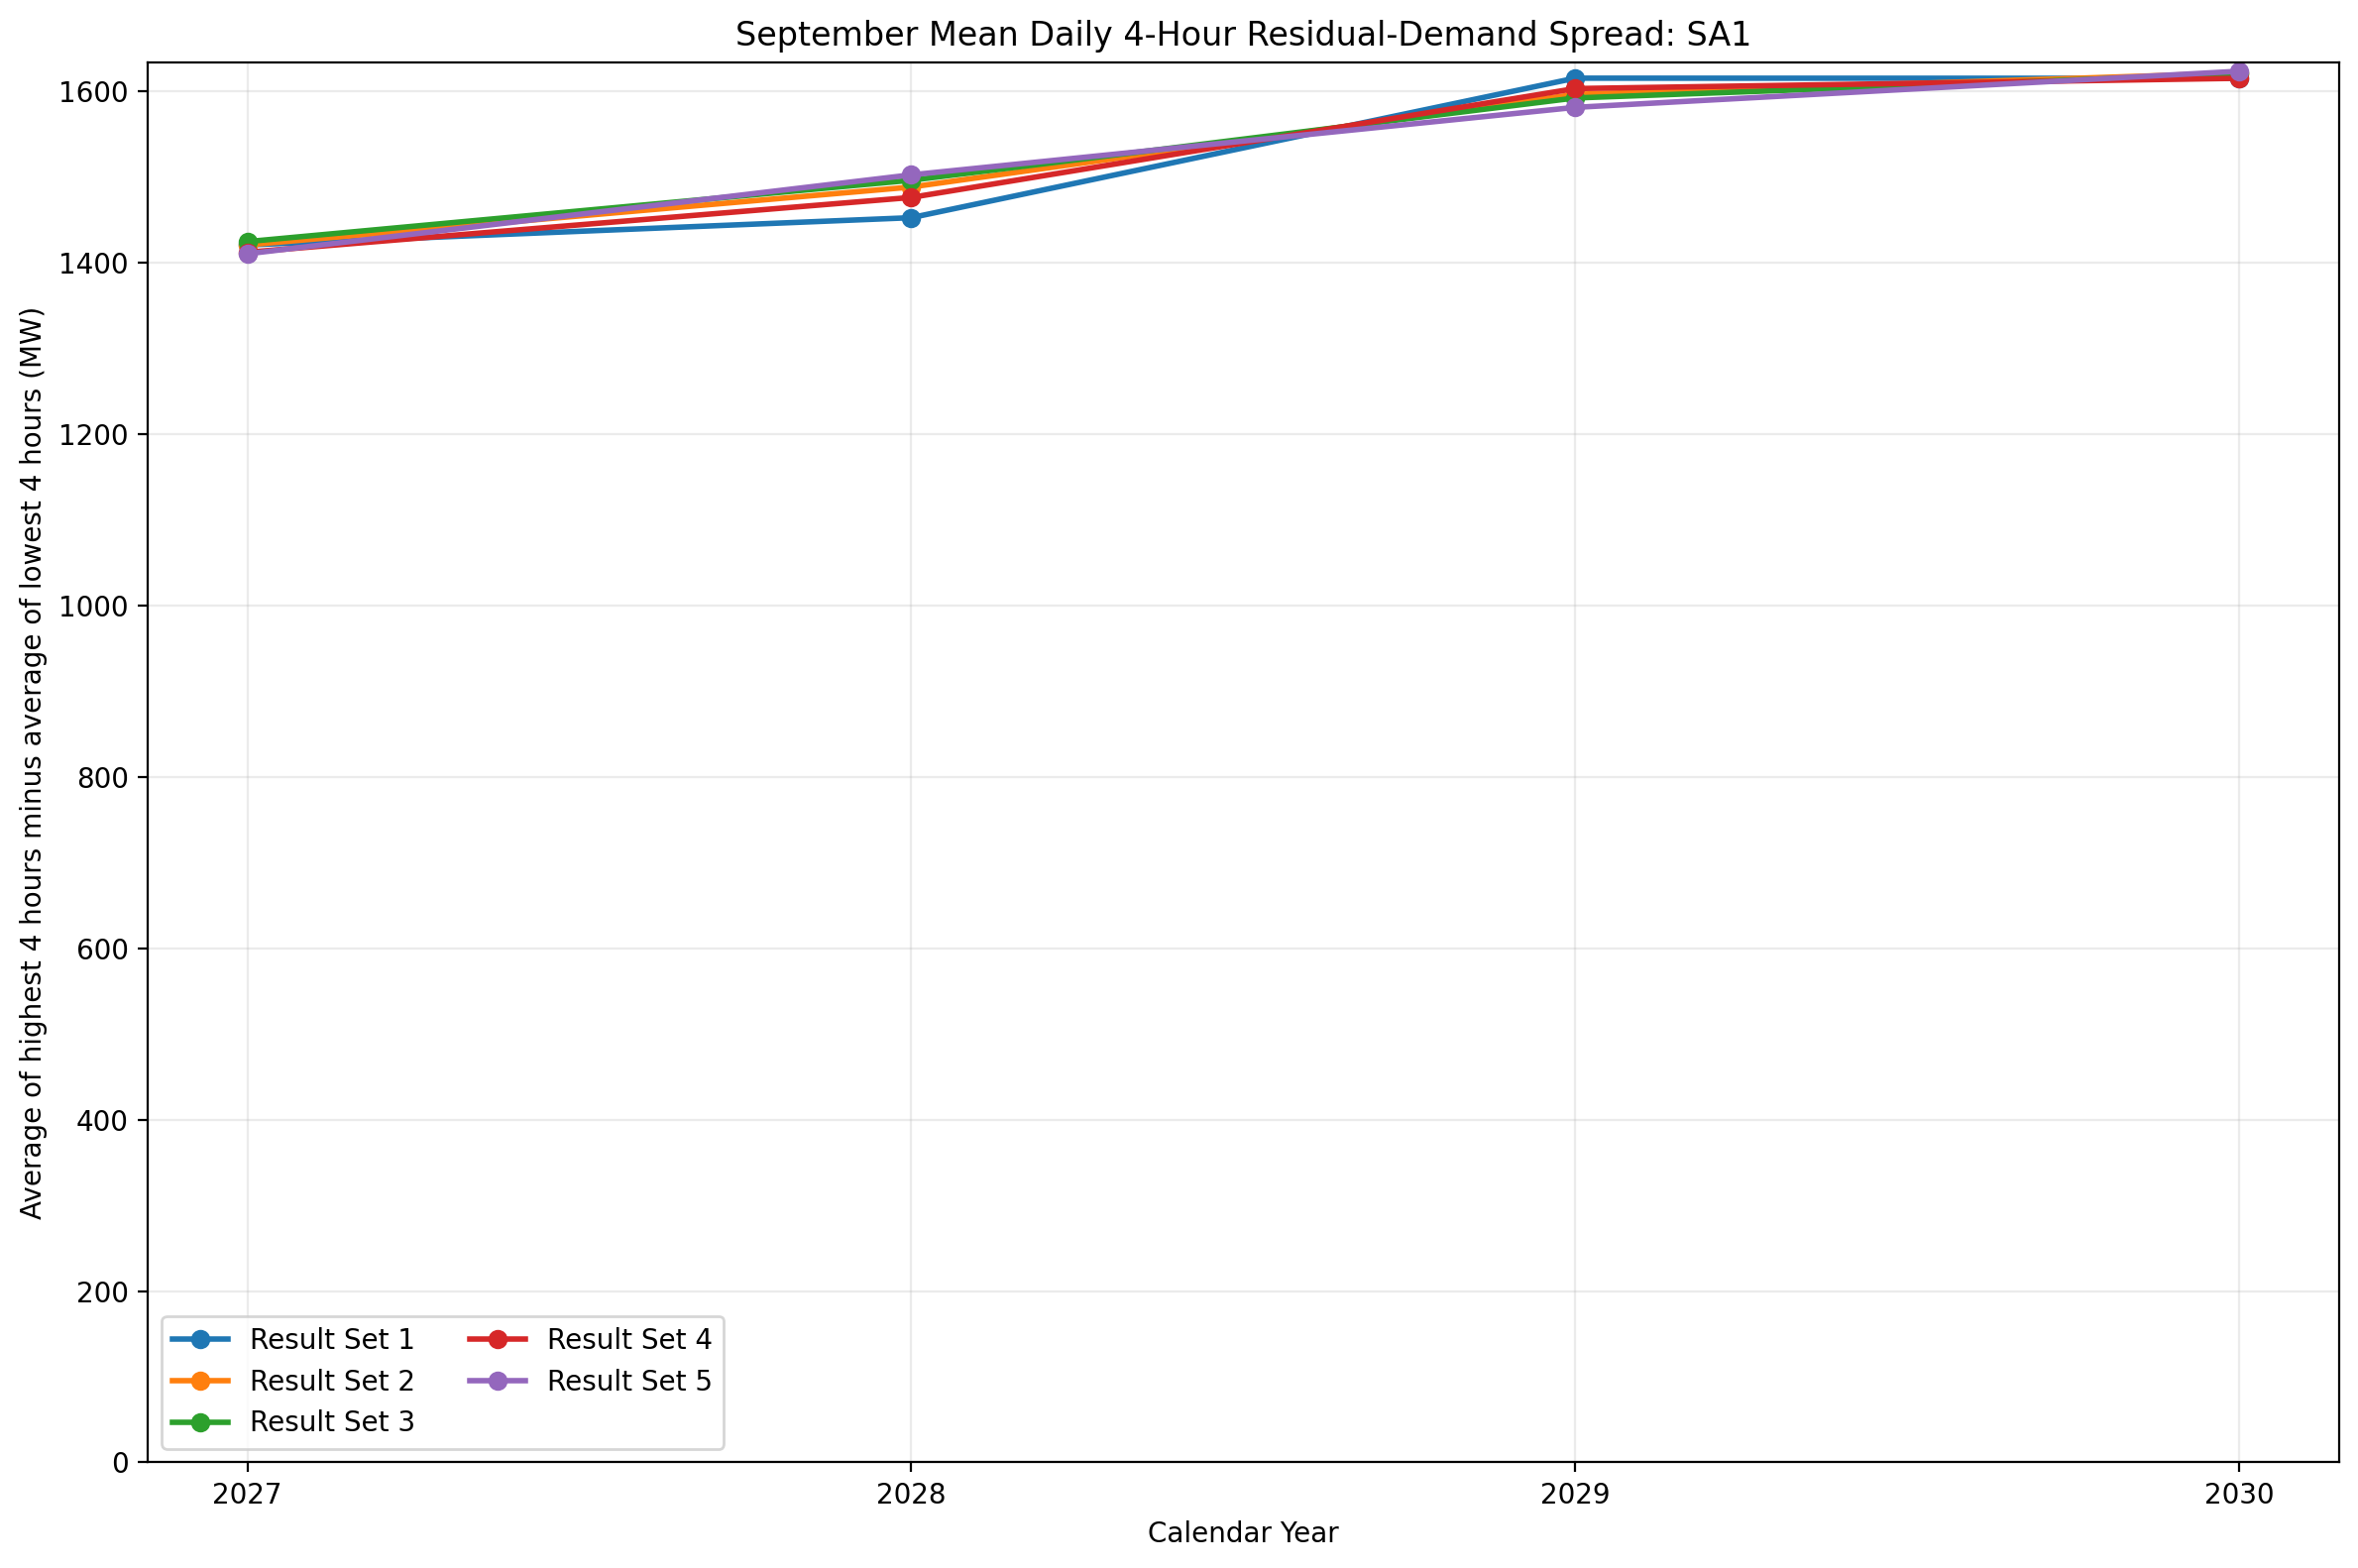 September Mean Daily 4-Hour Residual-Demand Spread: SA1
Average of highest 4 hours minus average of lowest 4 hours (MW)
1600
1400
1200
1000
800
600
400
200
0
Result Set 1
Result Set 2
Result Set 3
Result Set 4
Result Set 5
2027
2028
2029
2030
Calendar Year